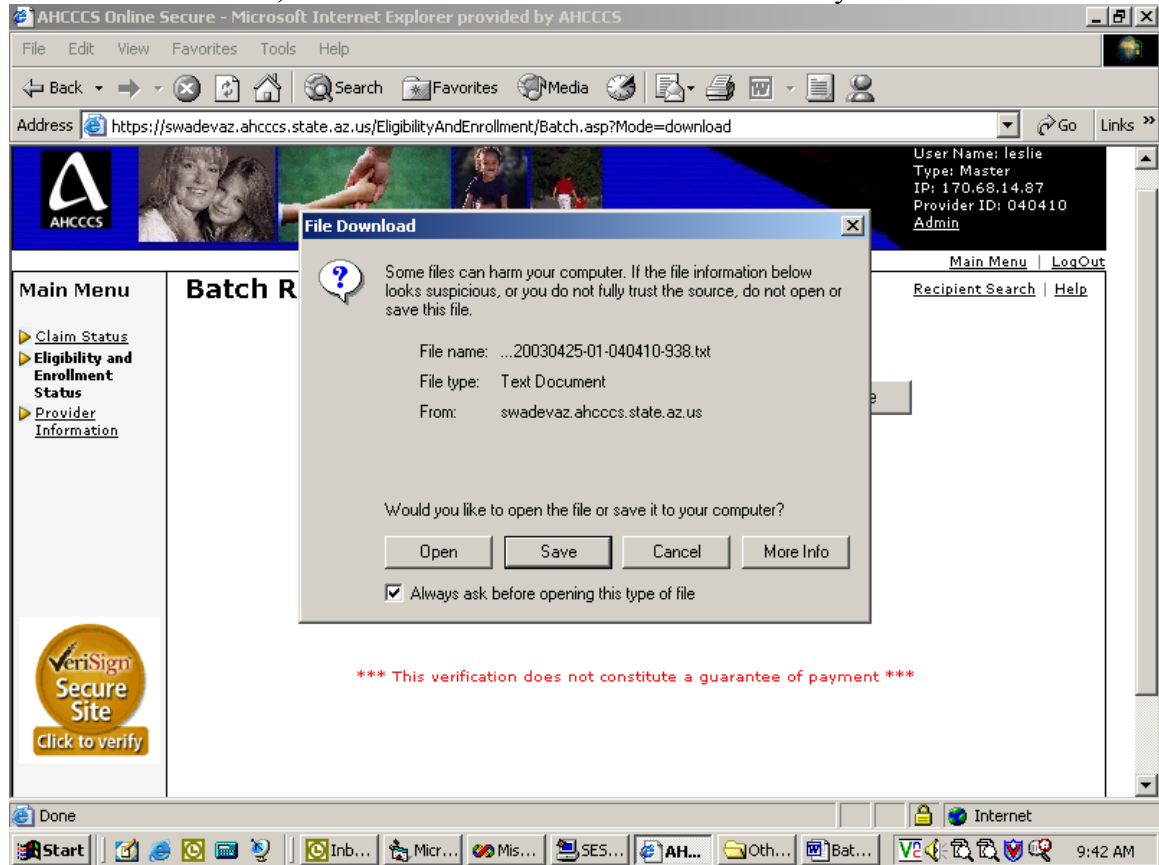 AHCCCS Online Secure - Microsoft Internet Explorer provided by AHCCCS
File Edit View Favorites Tools Help
Back Search Favorites Media
Address https://swadevaz.ahcccs.state.az.us/EligibilityAndEnrollment/Batch.asp?Mode=download Go Links »
AHCCCS
User Name: leslie
Type: Master
IP: 170.68.14.87
Provider ID: 040410
Admin
Main Menu | LogOut
Main Menu
Batch R
Recipient Search | Help
Claim Status
Eligibility and
Enrollment
Status
Provider
Information
File Download
Some files can harm your computer. If the file information below
looks suspicious, or you do not fully trust the source, do not open or
save this file.
File name: ...20030425-01-040410-938.txt
File type: Text Document
From: swadevaz.ahcccs.state.az.us
Would you like to open the file or save it to your computer?
Open Save Cancel More Info
Always ask before opening this type of file
VeriSign
Secure
Site
Click to verify
*** This verification does not constitute a guarantee of payment ***
Done Internet
Start Inb... Micr... Mis... SES... AH... Oth... Bat... 9:42 AM